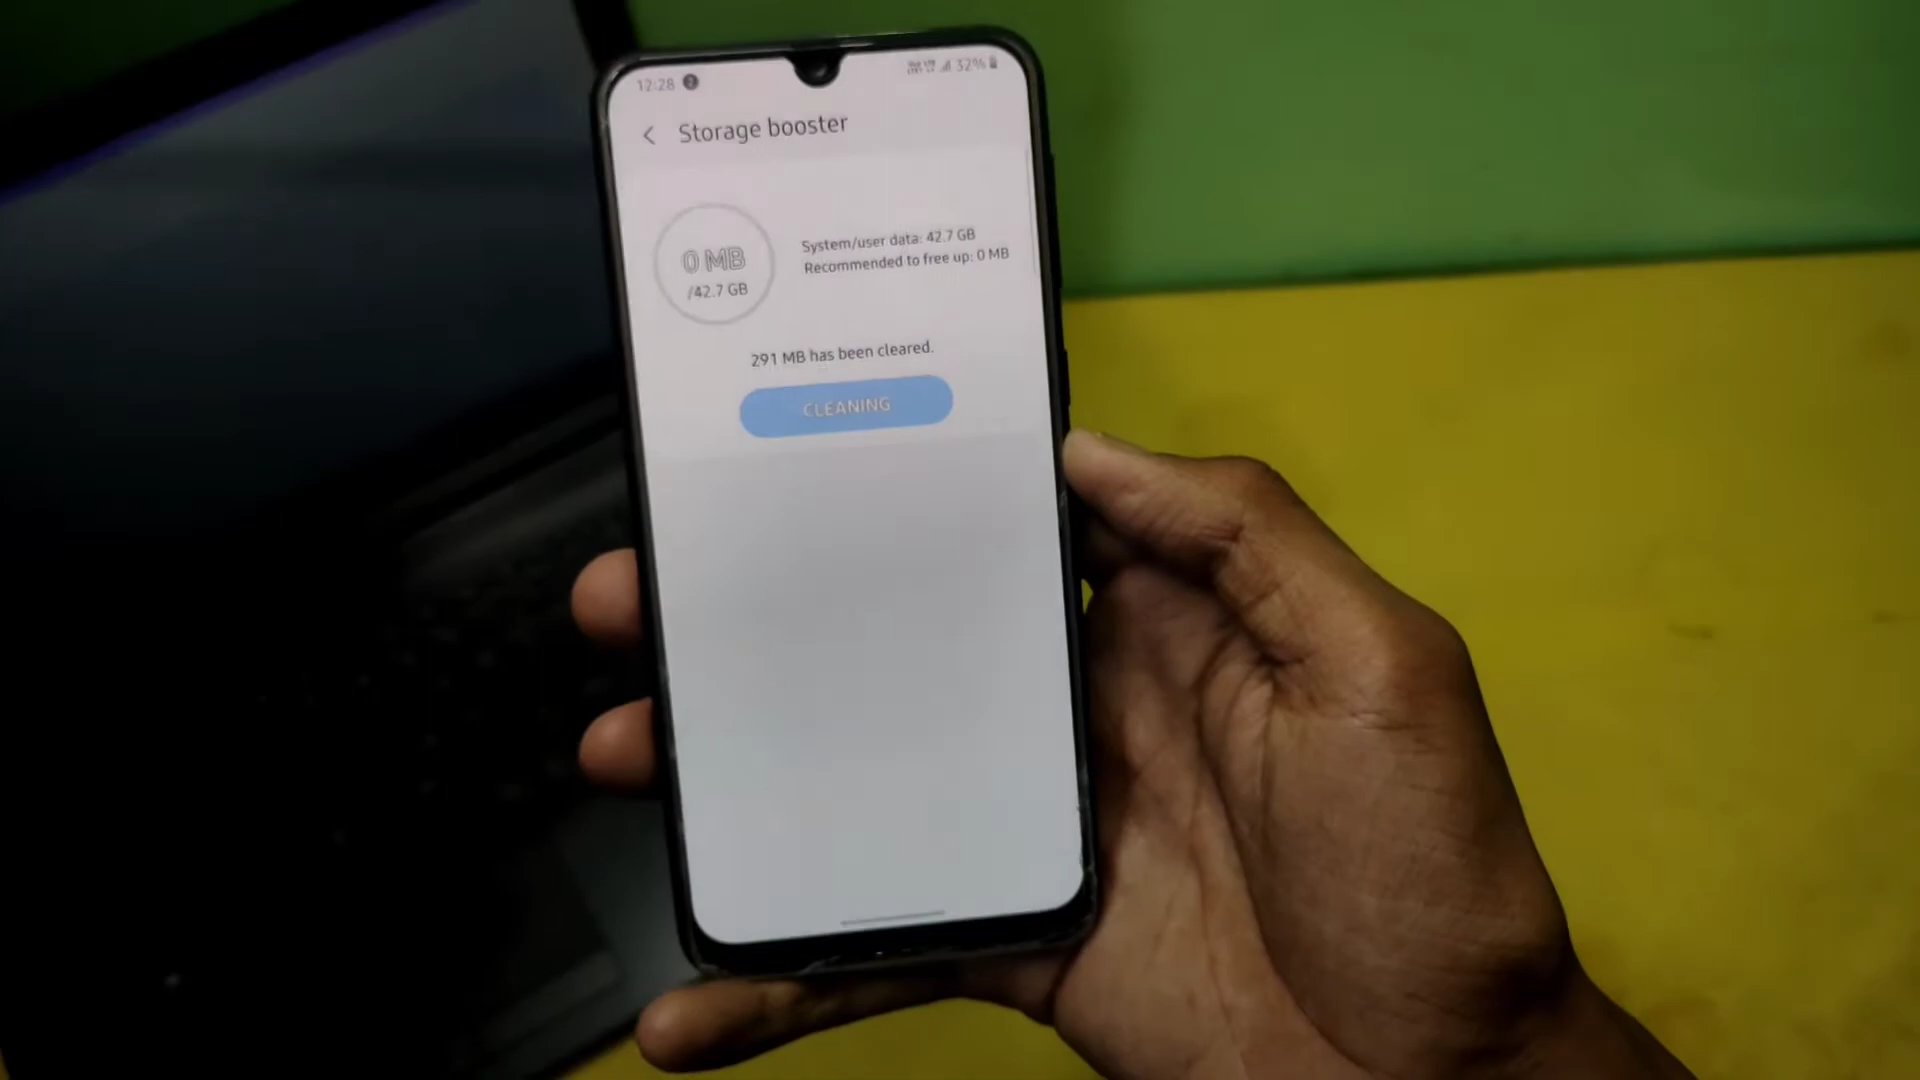 12:28
32%
Storage booster
0 MB
/42.7 GB
System/user data: 42.7 GB
Recommended to free up: 0 MB
291 MB has been cleared.
CLEANING